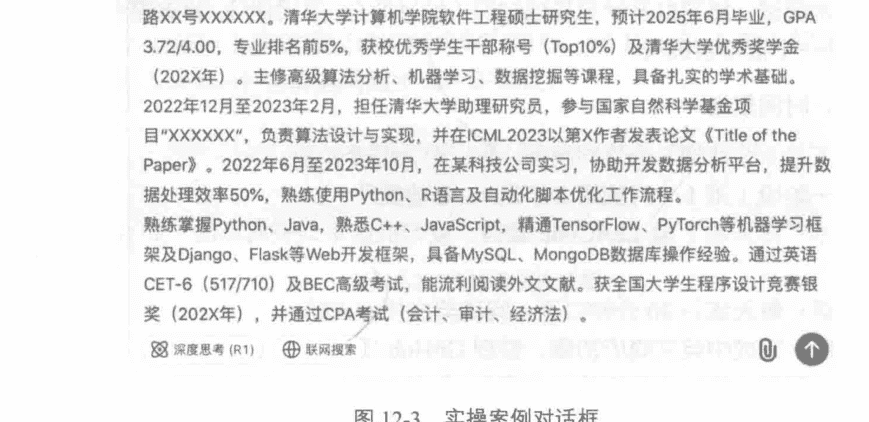 路XX号XXXXXX。清华大学计算机学院软件工程硕士研究生，预计2025年6月毕业，GPA
3.72/4.00，专业排名前5%，获校优秀学生干部称号（Top10%）及清华大学优秀奖学金
（202X年）。主修高级算法分析、机器学习、数据挖掘等课程，具备扎实的学术基础。
2022年12月至2023年2月，担任清华大学助理研究员，参与国家自然科学基金项
目“XXXXXX”，负责算法设计与实现，并在ICML2023以第X作者发表论文《Title of the
Paper》。2022年6月至2023年10月，在某科技公司实习，协助开发数据分析平台，提升数
据处理效率50%，熟练使用Python、R语言及自动化脚本优化工作流程。
熟练掌握Python、Java，熟悉C++、JavaScript，精通TensorFlow、PyTorch等机器学习框
架及Django、Flask等Web开发框架，具备MySQL、MongoDB数据库操作经验。通过英语
CET-6（517/710）及BEC高级考试，能流利阅读外文文献。获全国大学生程序设计竞赛银
奖（202X年），并通过CPA考试（会计、审计、经济法）。
深度思考 (R1) 联网搜索
图 12-3 实操案例对话框